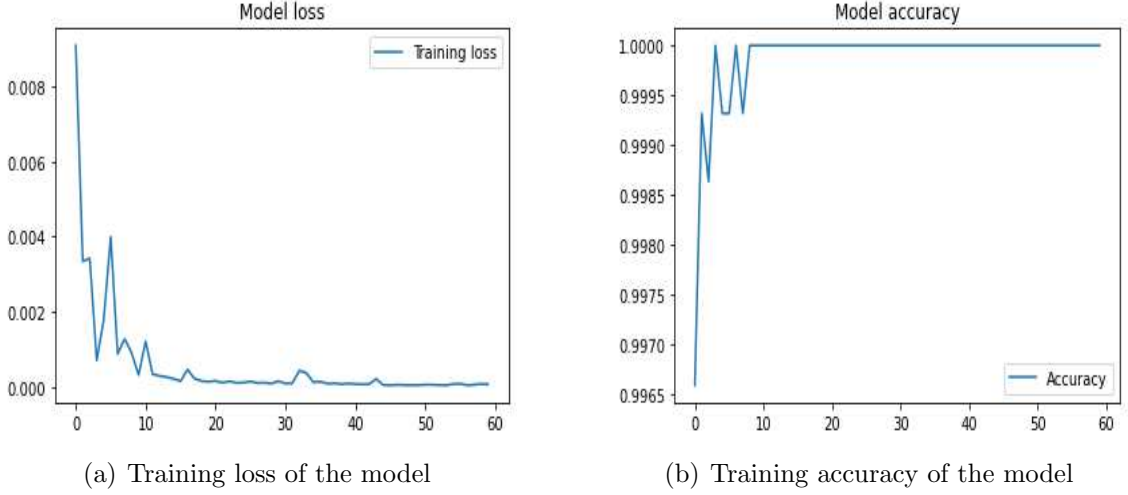 Model loss
Training loss
0.008
0.006
0.004
0.002
0.000
0 10 20 30 40 50 60
(a) Training loss of the model
Model accuracy
1.0000
0.9995
0.9990
0.9985
0.9980
0.9975
0.9970
0.9965
Accuracy
0 10 20 30 40 50 60
(b) Training accuracy of the model